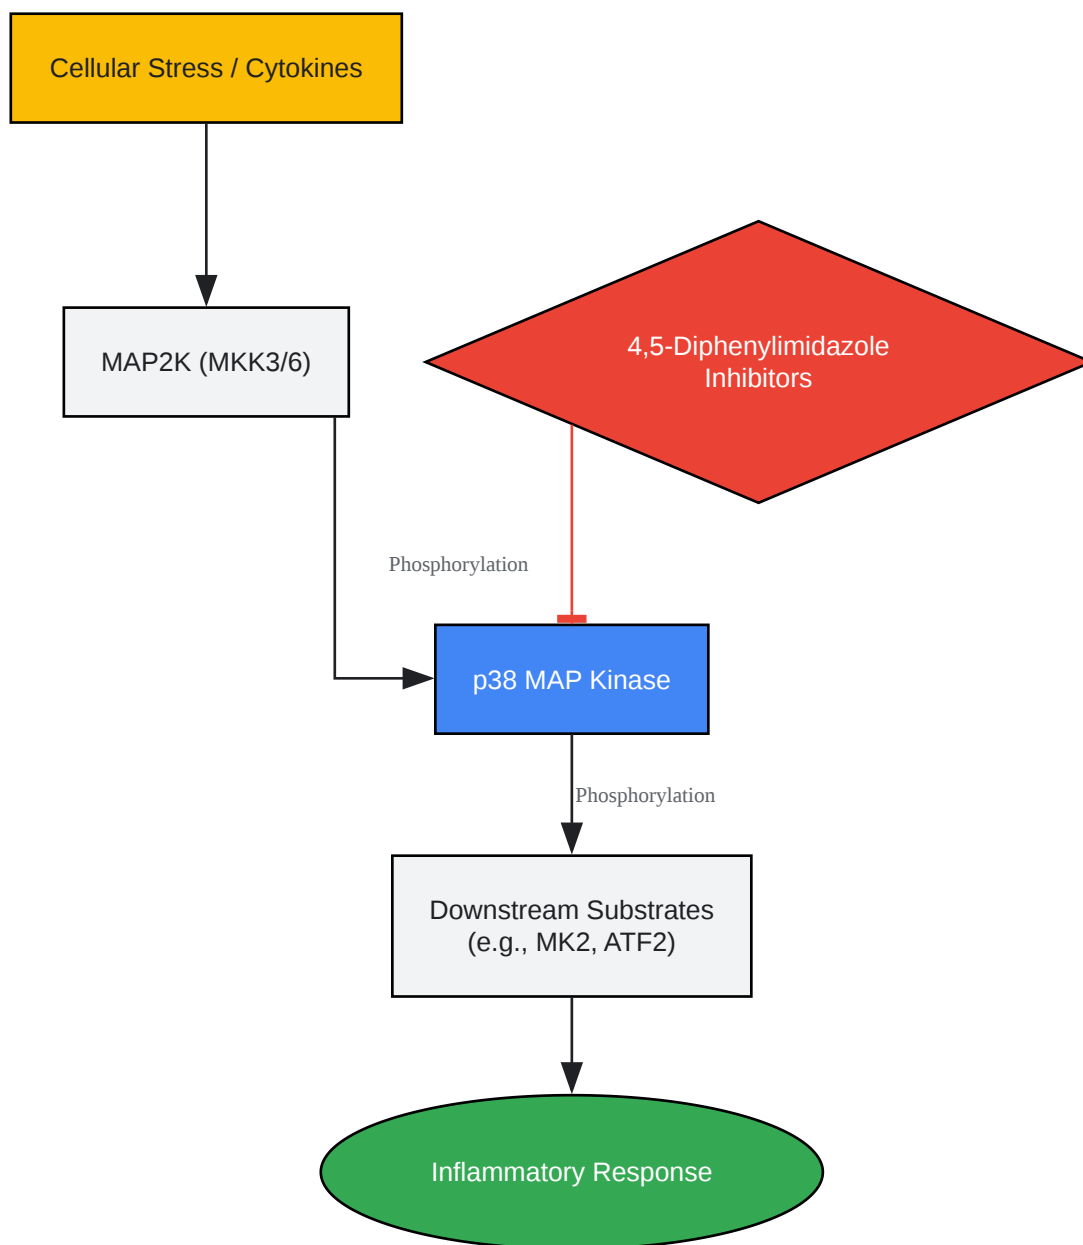 Cellular Stress / Cytokines
4,5-Diphenylimidazole
Inhibitors
MAP2K (MKK3/6)
Phosphorylation
p38 MAP Kinase
Phosphorylation
Downstream Substrates
(e.g., MK2, ATF2)
Inflammatory Response